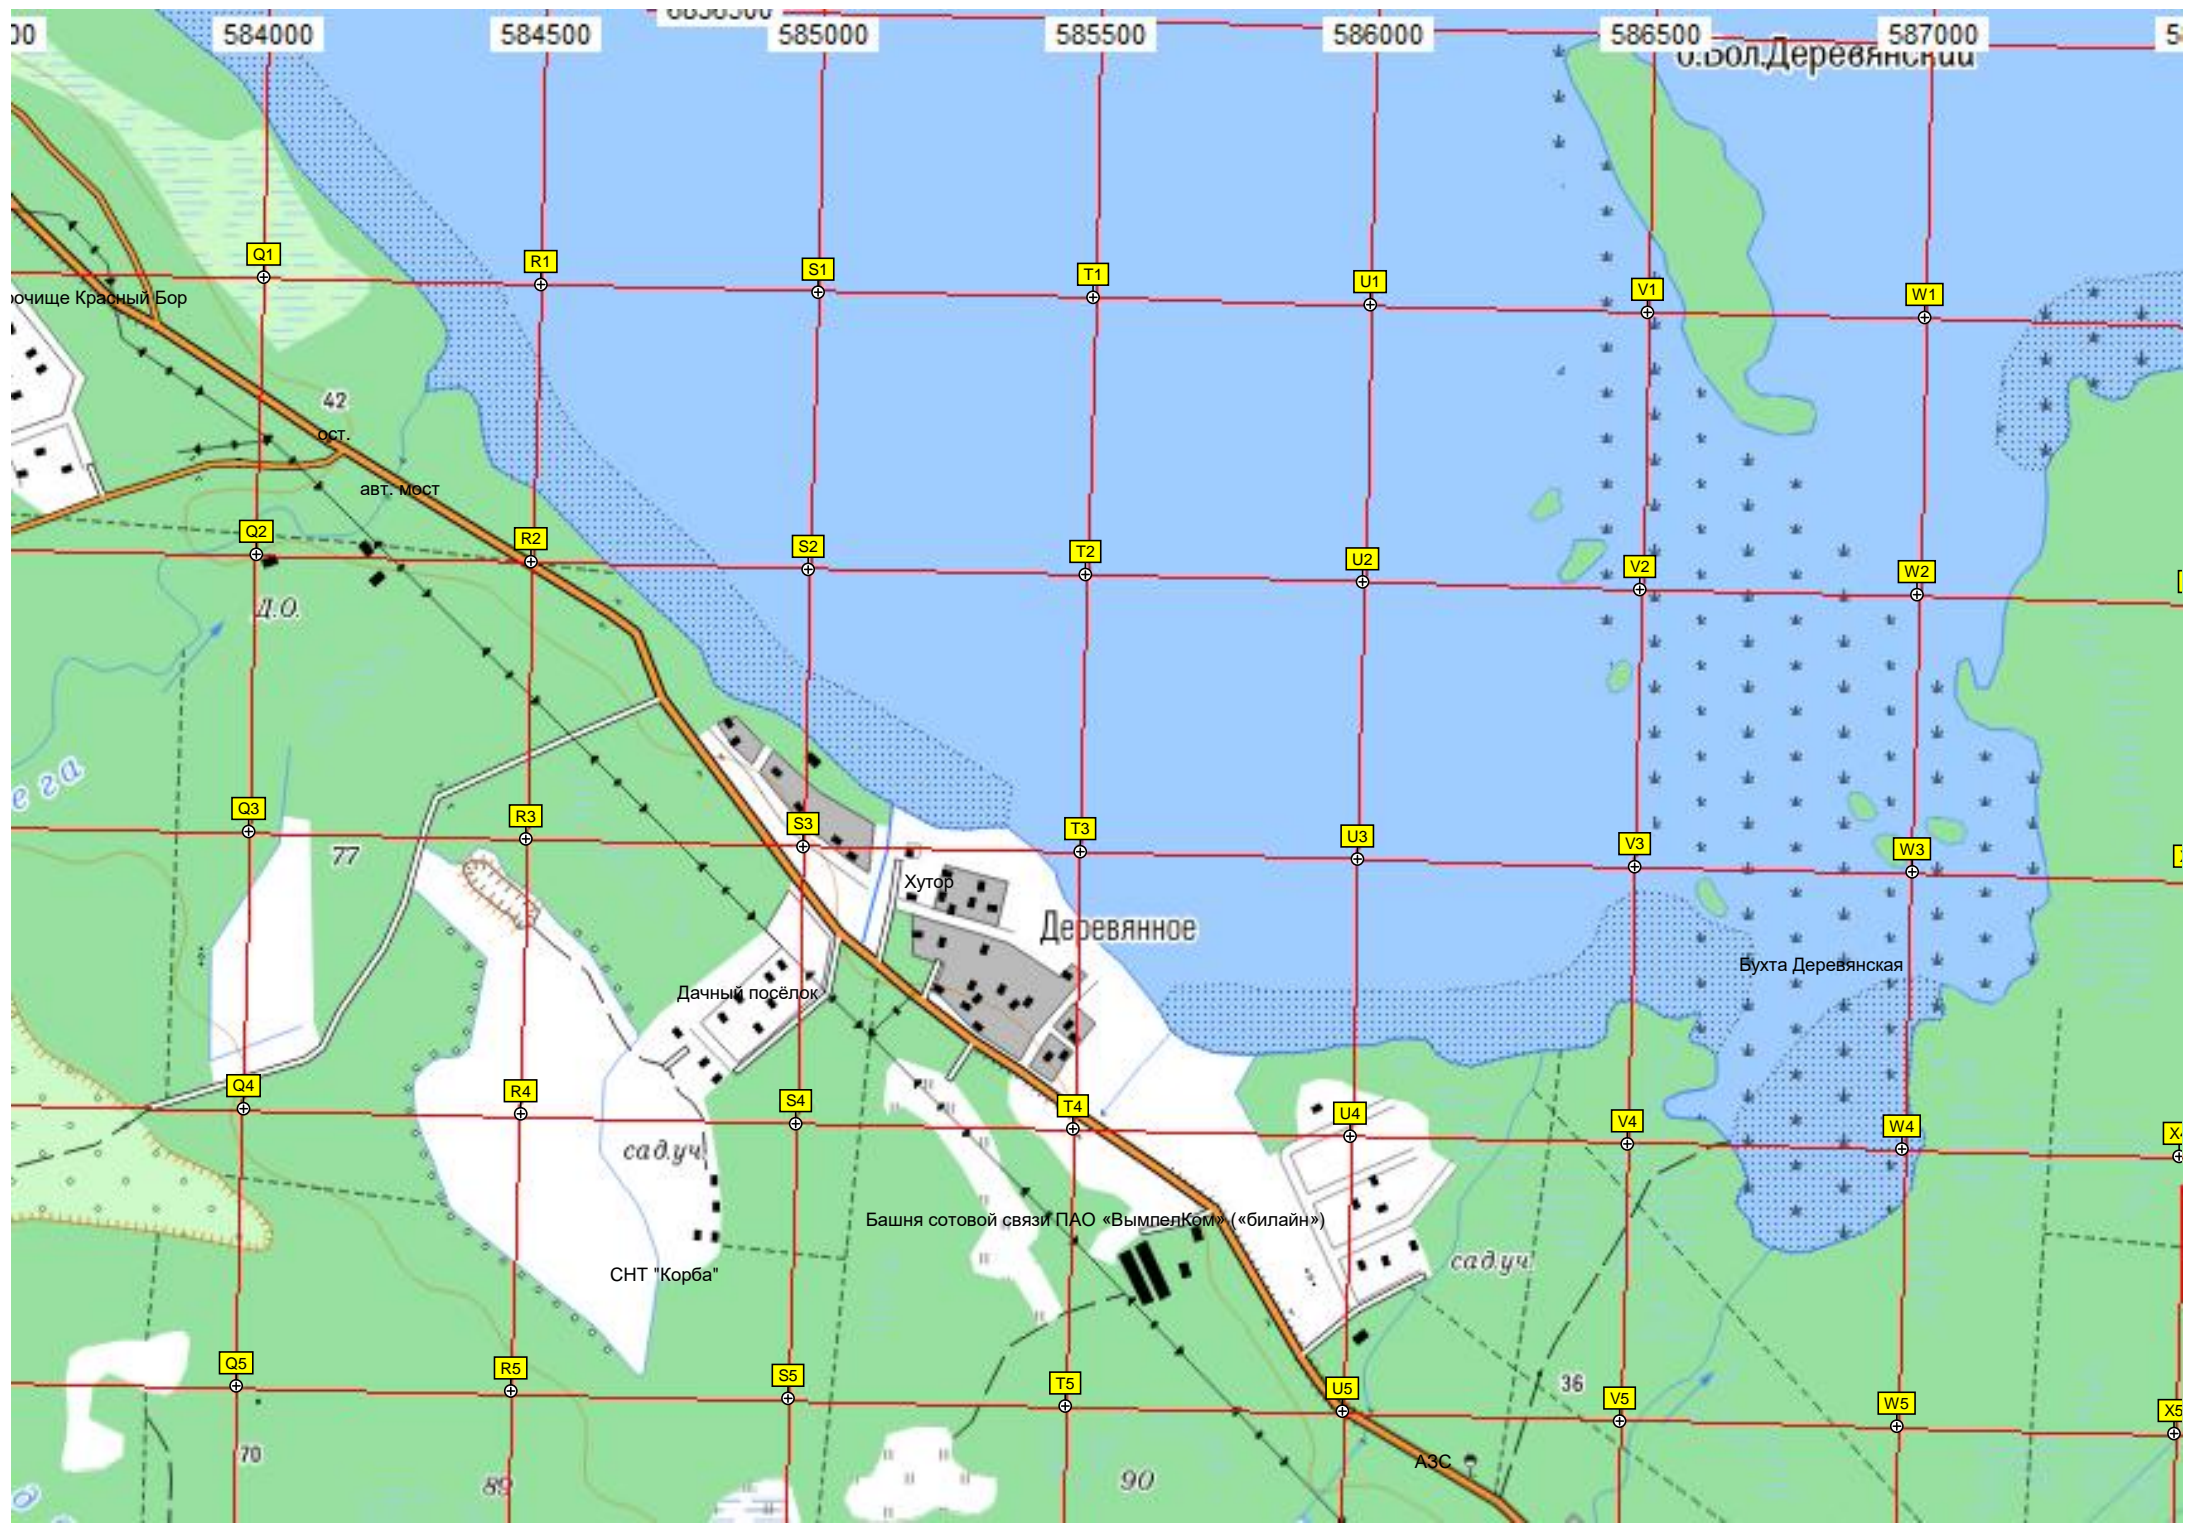 584000 584500 585000 585500 586000 586500 587000
о.Бол.Деревянский
Q1 R1 S1 T1 U1 V1 W1
Красный Бор
42
ост.
авт. мост
Q2 R2 S2 T2 U2 V2 W2
Д.О.
Q3 R3 S3 T3 U3 V3 W3
77
Хутор
Деревянное
Бухта Деревянская
Дачный посёлок
Q4 R4 S4 T4 U4 V4 W4 X4
сад.уч.
Башня сотовой связи ПАО «ВымпелКом» («билайн»)
сад.уч.
СНТ "Корба"
Q5 R5 S5 T5 U5 V5 W5 X5
36
70
АЗС
89
90